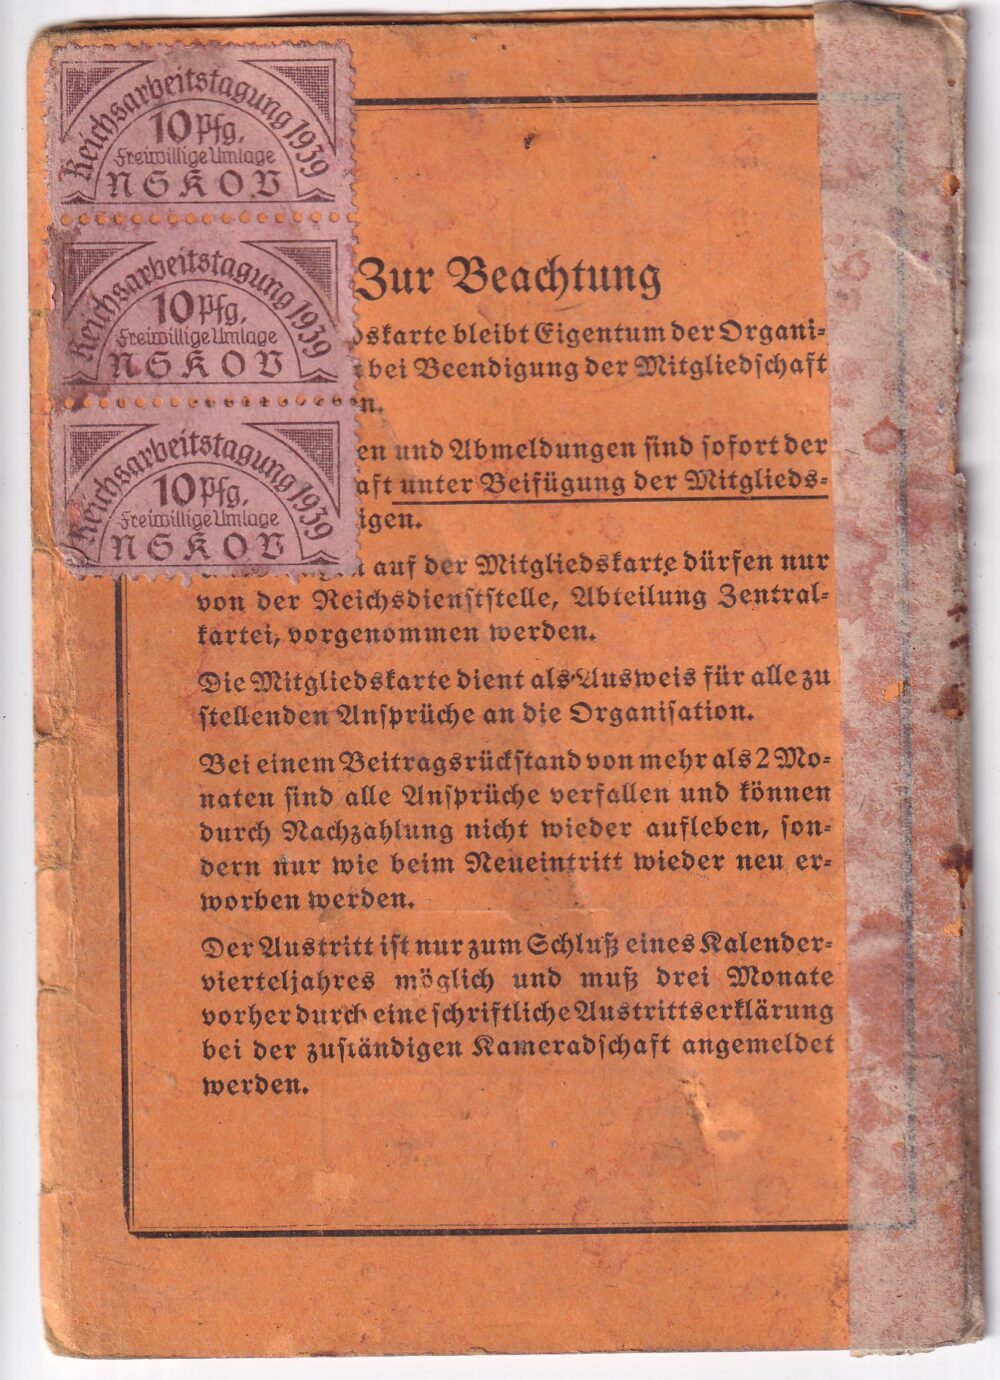 Reichsarbeitstagung 1939
10 Pfg.
Freiwillige Umlage
NSKOV
Reichsarbeitstagung 1939
10 Pfg.
Freiwillige Umlage
NSKOV
Reichsarbeitstagung 1939
10 Pfg.
Freiwillige Umlage
NSKOV
Zur Beachtung
dskarte bleibt Eigentum der Organi-
bei Beendigung der Mitgliedschaft
n.
en und Abmeldungen sind sofort der
aft unter Beifügung der Mitglieds-
igen.
auf der Mitgliedskarte dürfen nur
von der Reichsdienststelle, Abteilung Zentral-
kartei, vorgenommen werden.
Die Mitgliedskarte dient als Ausweis für alle zu
stellenden Ansprüche an die Organisation.
Bei einem Beitragsrückstand von mehr als 2 Mo-
naten sind alle Ansprüche verfallen und können
durch Nachzahlung nicht wieder aufleben, son-
dern nur wie beim Neueintritt wieder neu er-
worben werden.
Der Austritt ist nur zum Schluß eines Kalender-
vierteljahres möglich und muß drei Monate
vorher durch eine schriftliche Austrittserklärung
bei der zuständigen Kameradschaft angemeldet
werden.